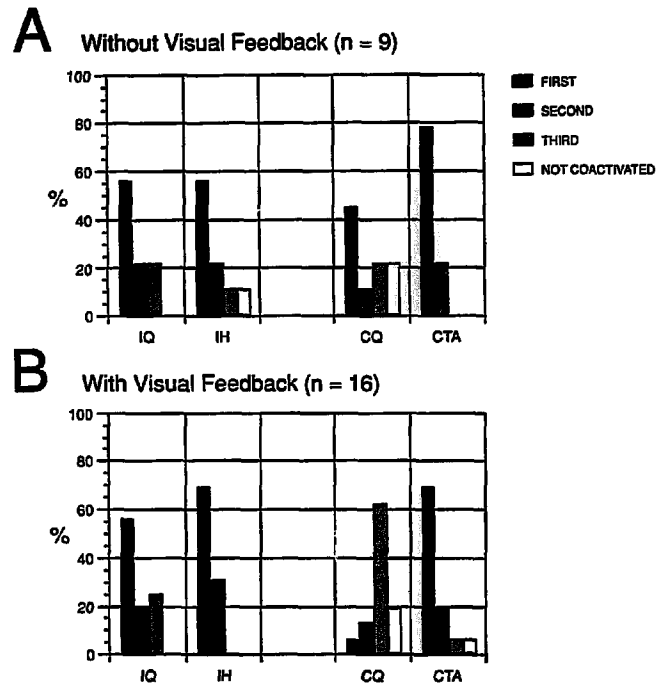 A Without Visual Feedback (n = 9)
100
80
60
40
20
0
%
IQ IH CQ CTA
FIRST
SECOND
THIRD
NOT COACTIVATED
B With Visual Feedback (n = 16)
100
80
60
40
20
0
%
IQ IH CQ CTA